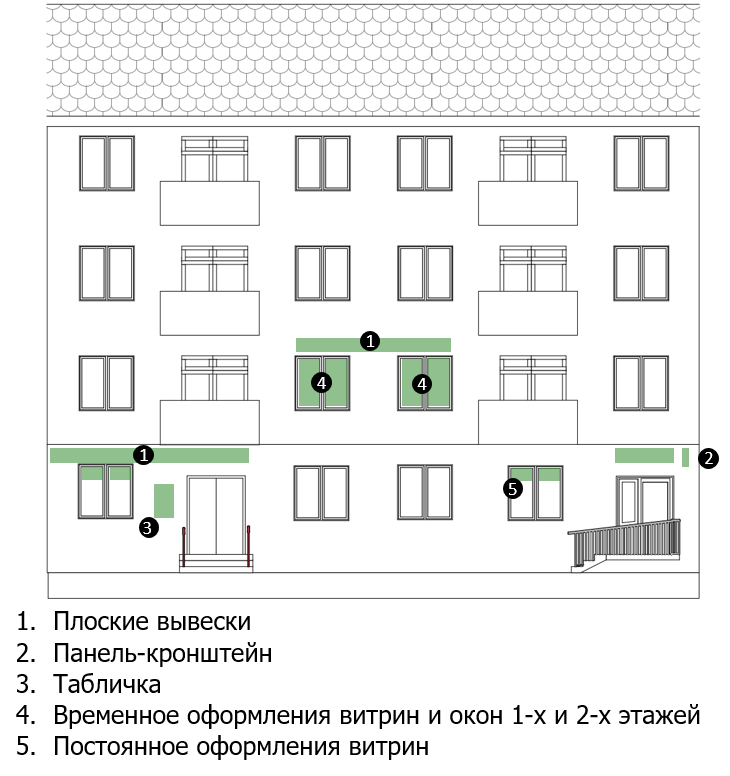 1
4
4
1
2
5
3
1. Плоские вывески
2. Панель-кронштейн
3. Табличка
4. Временное оформления витрин и окон 1-х и 2-х этажей
5. Постоянное оформления витрин